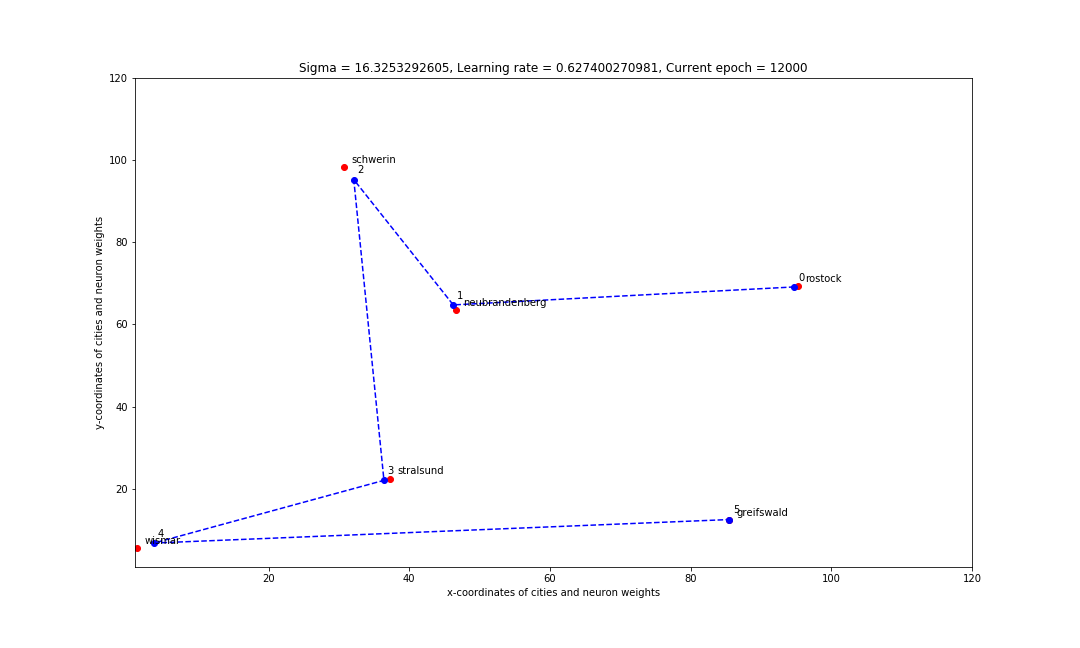 Sigma = 16.3253292605, Learning rate = 0.627400270981, Current epoch = 12000
120
100
80
60
40
20
y-coordinates of cities and neuron weights
schwerin
2
0 rostock
1
neubrandenberg
3 stralsund
5
greifswald
4
wismar
20 40 60 80 100 120
x-coordinates of cities and neuron weights